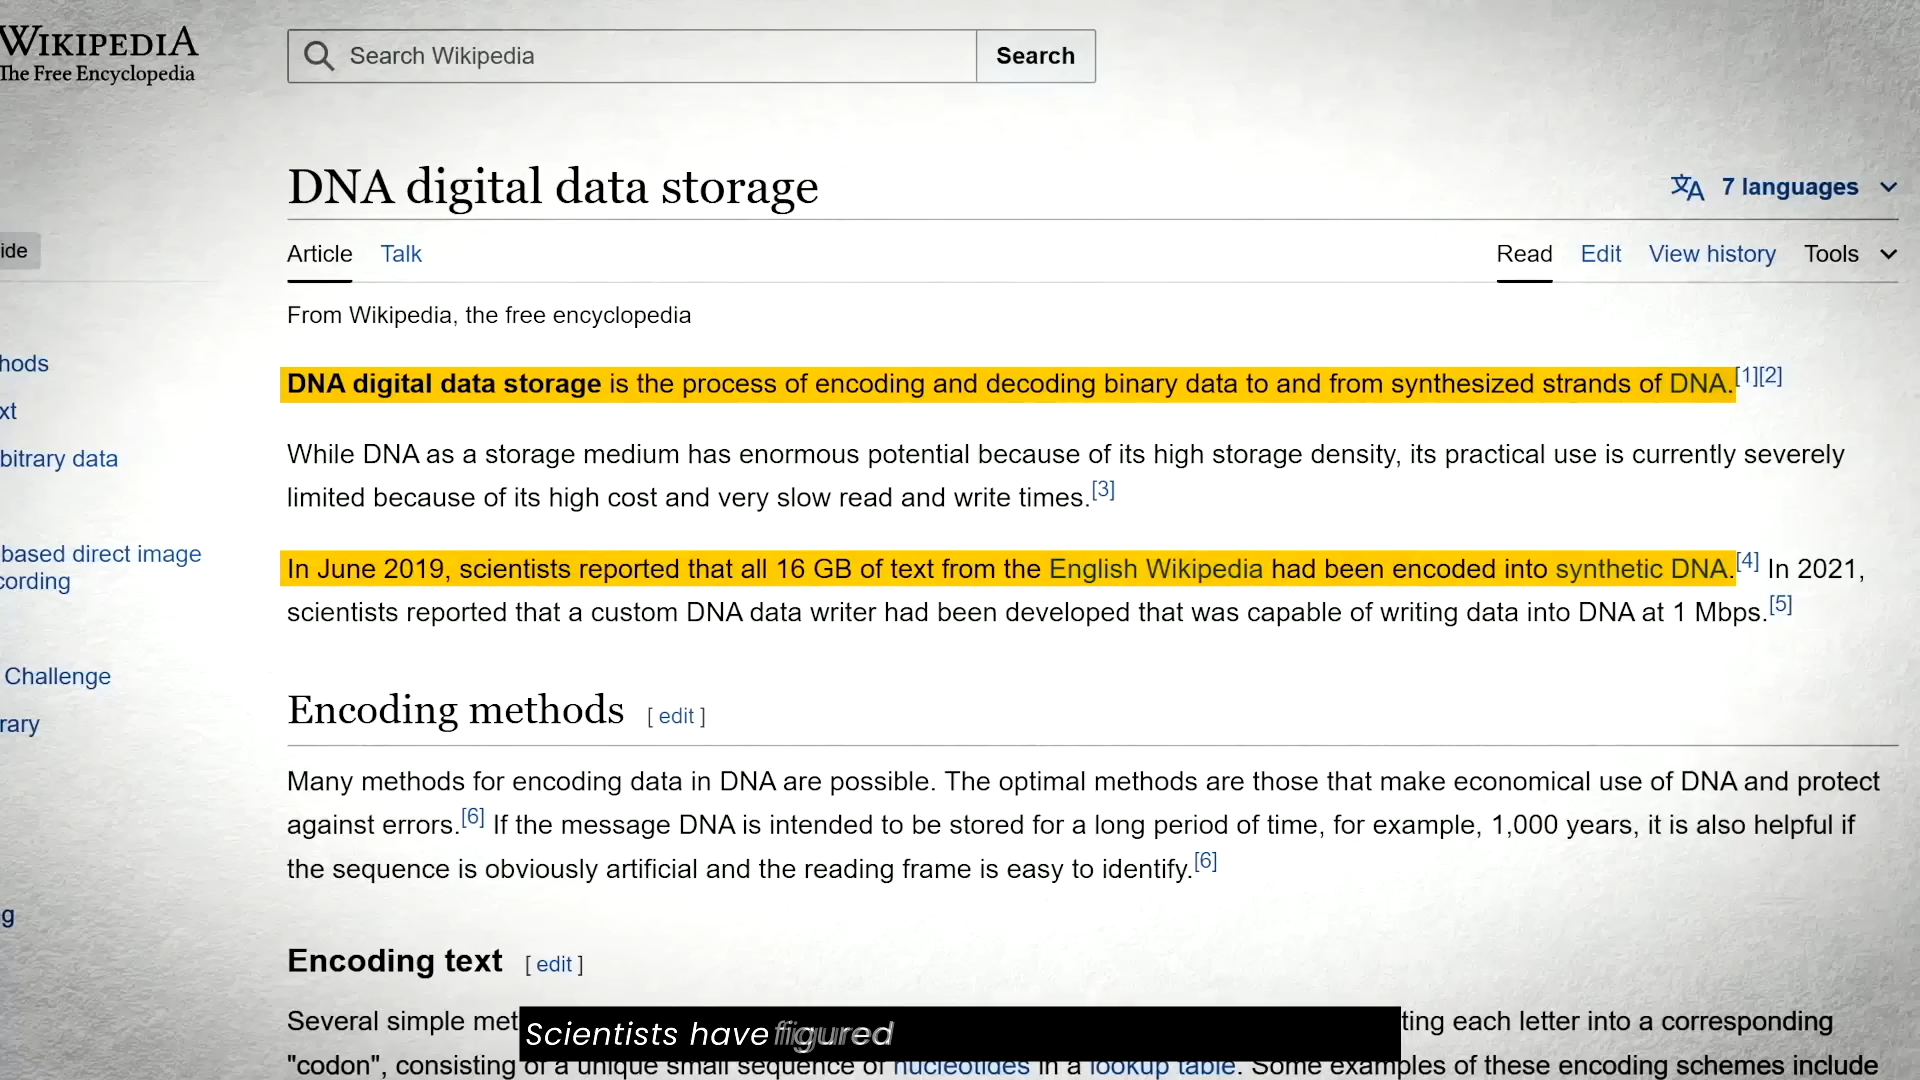 WIKIPEDIA
The Free Encyclopedia
Search Wikipedia
Search
DNA digital data storage
7 languages
ide
Article Talk
Read Edit View history Tools
From Wikipedia, the free encyclopedia
hods
DNA digital data storage is the process of encoding and decoding binary data to and from synthesized strands of DNA.[1][2]
xt
bitrary data
While DNA as a storage medium has enormous potential because of its high storage density, its practical use is currently severely
limited because of its high cost and very slow read and write times.[3]
based direct image
cording
In June 2019, scientists reported that all 16 GB of text from the English Wikipedia had been encoded into synthetic DNA.[4] In 2021,
scientists reported that a custom DNA data writer had been developed that was capable of writing data into DNA at 1 Mbps.[5]
Challenge
rary
Encoding methods [ edit ]
Many methods for encoding data in DNA are possible. The optimal methods are those that make economical use of DNA and protect
against errors.[6] If the message DNA is intended to be stored for a long period of time, for example, 1,000 years, it is also helpful if
the sequence is obviously artificial and the reading frame is easy to identify.[6]
g
Encoding text [ edit ]
Several simple met
ting each letter into a corresponding
Scientists have figured
"codon", consisting of a unique small sequence of nucleotides in a lookup table. Some examples of these encoding schemes include